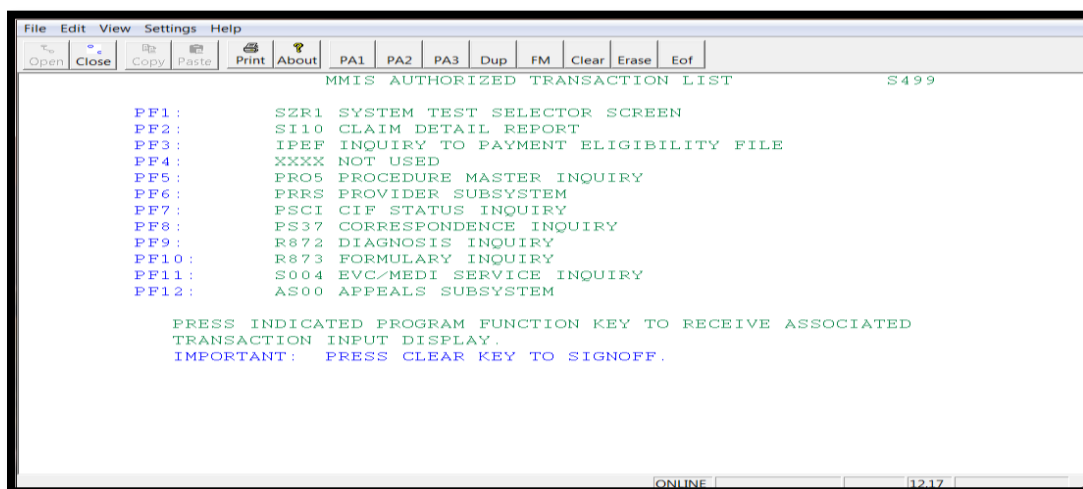 File Edit View Settings Help
Open Close Copy Paste Print About PA1 PA2 PA3 Dup FM Clear Erase Eof
MMIS AUTHORIZED TRANSACTION LIST S499
PF1: SZR1 SYSTEM TEST SELECTOR SCREEN
PF2: SI10 CLAIM DETAIL REPORT
PF3: IPEF INQUIRY TO PAYMENT ELIGIBILITY FILE
PF4: XXXX NOT USED
PF5: PRO5 PROCEDURE MASTER INQUIRY
PF6: PRRS PROVIDER SUBSYSTEM
PF7: PSCI CIF STATUS INQUIRY
PF8: PS37 CORRESPONDENCE INQUIRY
PF9: R872 DIAGNOSIS INQUIRY
PF10: R873 FORMULARY INQUIRY
PF11: S004 EVC/MEDI SERVICE INQUIRY
PF12: AS00 APPEALS SUBSYSTEM
PRESS INDICATED PROGRAM FUNCTION KEY TO RECEIVE ASSOCIATED
TRANSACTION INPUT DISPLAY.
IMPORTANT: PRESS CLEAR KEY TO SIGNOFF.
ONLINE 12,17